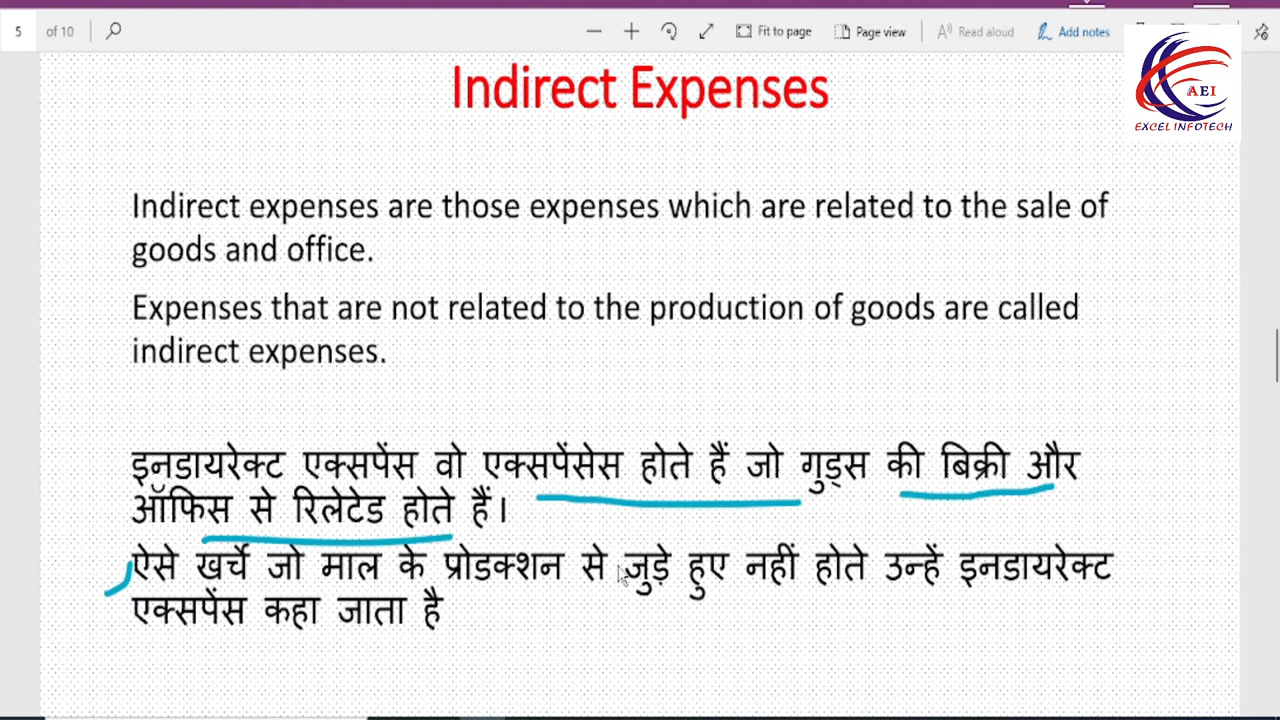 5 of 10 Fit to page Page view Read aloud Add notes
AEI
EXCEL INFOTECH
Indirect Expenses
Indirect expenses are those expenses which are related to the sale of
goods and office.
Expenses that are not related to the production of goods are called
indirect expenses.
इनडायरेक्ट एक्सपेंस वो एक्सपेंसेस होते हैं जो गुड्स की बिक्री और
ऑफिस से रिलेटेड होते हैं।
ऐसे खर्चे जो माल के प्रोडक्शन से जुड़े हुए नहीं होते उन्हें इनडायरेक्ट
एक्सपेंस कहा जाता है